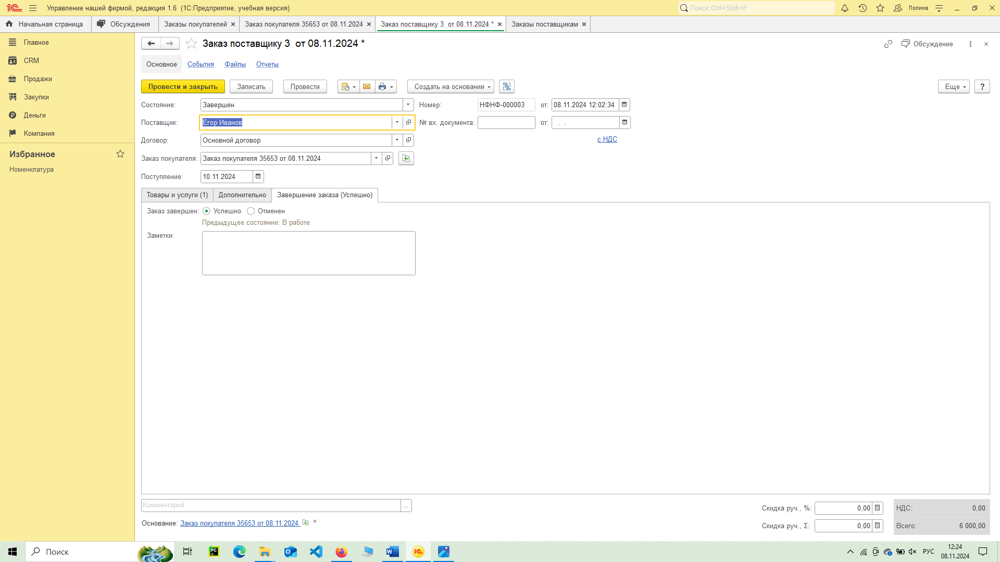 Управление нашей фирмой, редакция 1.6 (1С:Предприятие, учебная версия)
Поиск Ctrl+Shift+F
Полина
Начальная страница
Обсуждения
Заказы покупателей ×
Заказ покупателя 35653 от 08.11.2024 ×
Заказ поставщику 3 от 08.11.2024 * ×
Заказы поставщикам ×
Главное
CRM
Продажи
Закупки
Деньги
Компания
Избранное
Номенклатура
Заказ поставщику 3 от 08.11.2024 *
Обсуждение
Основное
События
Файлы
Отчеты
Провести и закрыть
Записать
Провести
Создать на основании
Еще
?
Состояние: Завершен
Номер: НФНФ-000003 от: 08.11.2024 12:02:34
Поставщик: Егор Иванов
№ вх. документа: от: . .
Договор: Основной договор
с НДС
Заказ покупателя: Заказ покупателя 35653 от 08.11.2024
Поступление: 10.11.2024
Товары и услуги (1)
Дополнительно
Завершение заказа (Успешно)
Заказ завершен: Успешно Отменен
Предыдущее состояние: В работе
Заметки:
Комментарий ...
Основание: Заказ покупателя 35653 от 08.11.2024 ×
Скидка руч., %: 0,00
НДС: 0,00
Скидка руч., Σ: 0,00
Всего: 6 000,00
Поиск
РУС
12:24
08.11.2024